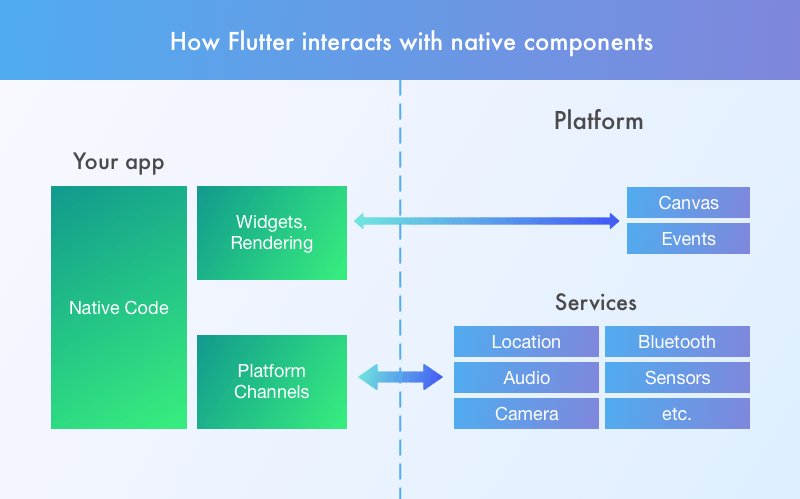 How Flutter interacts with native components
Your app
Native Code
Widgets,
Rendering
Platform
Channels
Platform
Canvas
Events
Services
Location
Bluetooth
Audio
Sensors
Camera
etc.